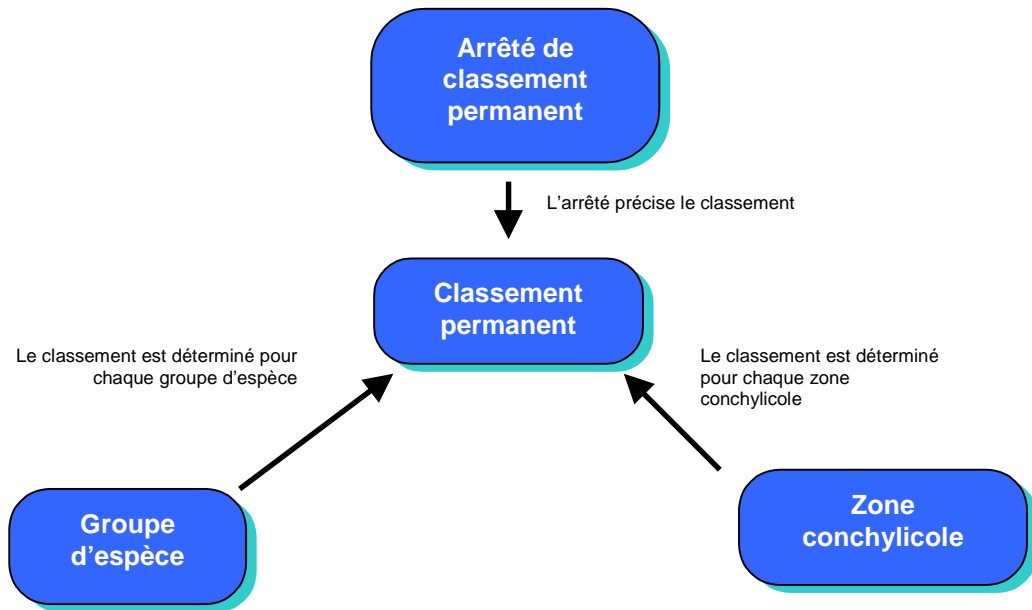 Arrêté de
classement
permanent
L'arrêté précise le classement
Classement
permanent
Le classement est déterminé pour
chaque groupe d'espèce
Le classement est déterminé
pour chaque zone
conchylicole
Groupe
d'espèce
Zone
conchylicole